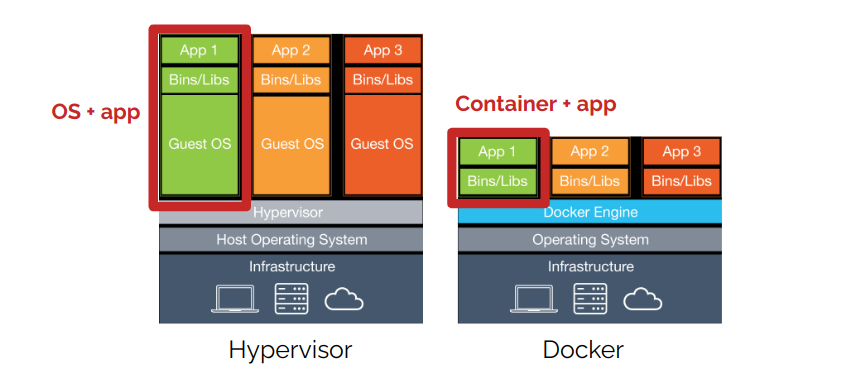 App 1
App 2
App 3
Bins/Libs
Bins/Libs
Bins/Libs
OS + app
Guest OS
Guest OS
Guest OS
Hypervisor
Host Operating System
Infrastructure
Hypervisor
Container + app
App 1
App 2
App 3
Bins/Libs
Bins/Libs
Bins/Libs
Docker Engine
Operating System
Infrastructure
Docker